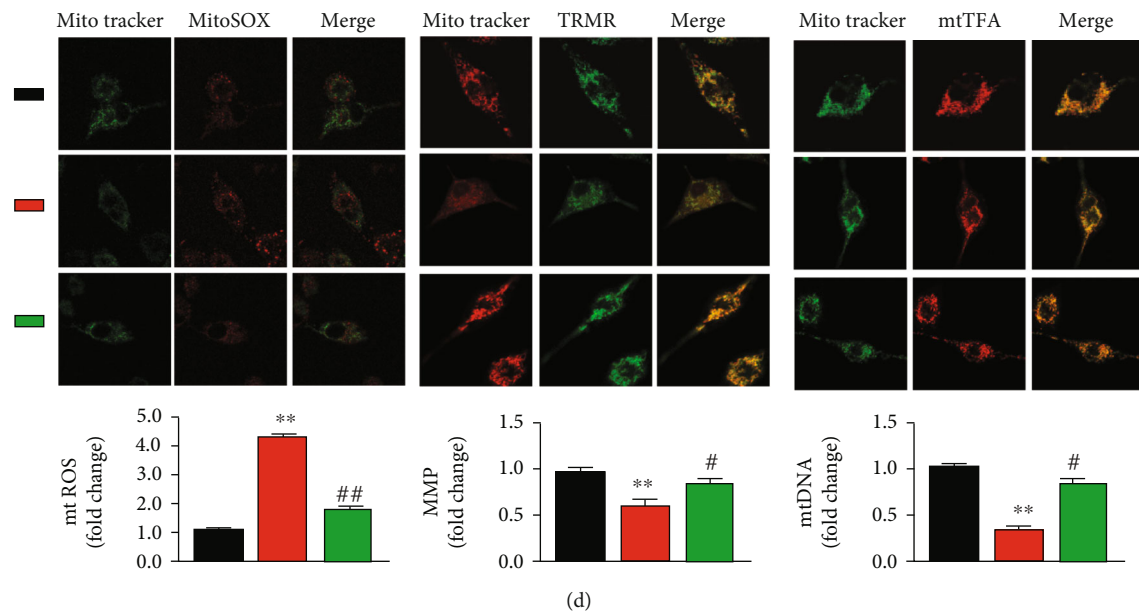 Mito tracker MitoSOX Merge Mito tracker TRMR Merge Mito tracker mtTFA Merge
mt ROS
(fold change)
5.0
4.0
3.0
2.0
1.0
0.0
**
##
MMP
(fold change)
1.5
1.0
0.5
0.0
**
#
mtDNA
(fold change)
1.5
1.0
0.5
0.0
**
#
(d)